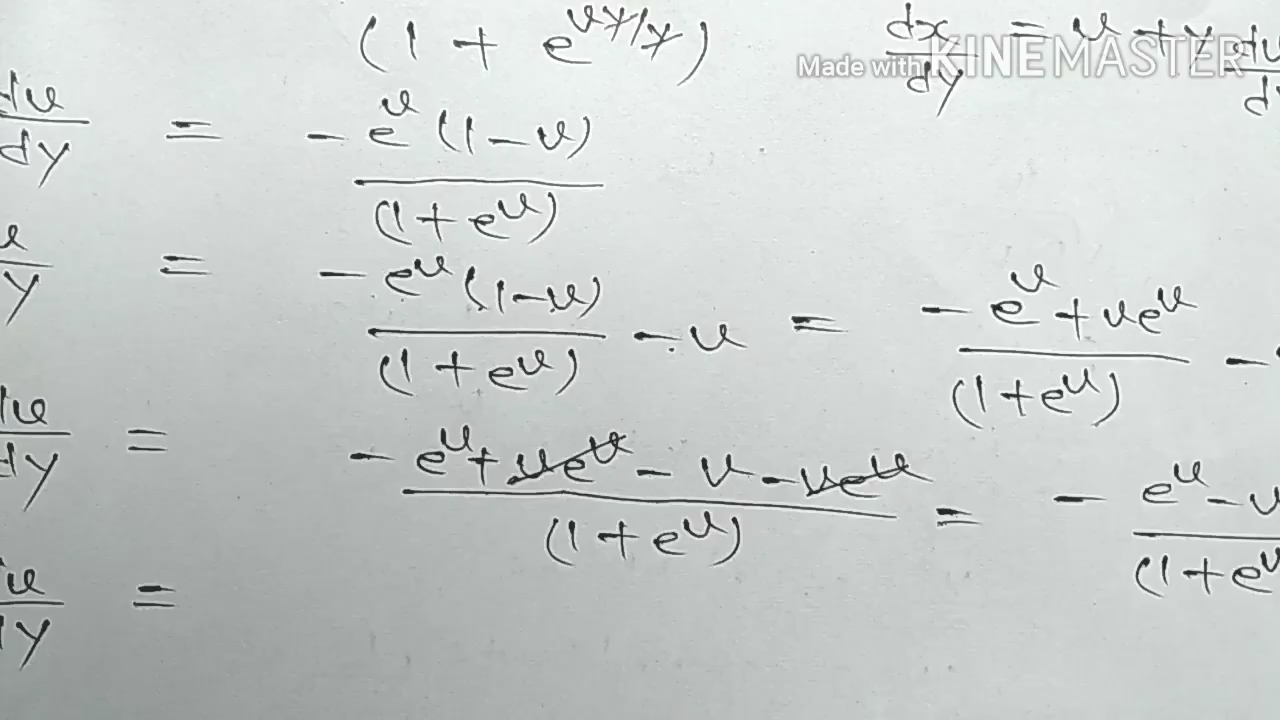 (1 + e^{vy/y}) dx/dy = v + y dv/dy
Made with KINEMASTER
dv/dy = - e^v (1 - v) / (1 + e^v)
= - e^v (1 - v) / (1 + e^v) - v = - e^v + ve^v / (1 + e^v) -
dv/dy = - e^v + ve^v - v - ve^v / (1 + e^v) = - e^v - v / (1 + e^v
dv/dy =